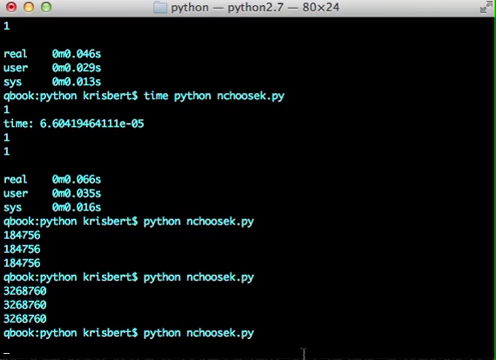 python — python2.7 — 80×24
1
real 0m0.046s
user 0m0.029s
sys 0m0.013s
qbook:python krisbert$ time python nchoosek.py
1
time: 6.60419464111e-05
1
1
real 0m0.066s
user 0m0.035s
sys 0m0.016s
qbook:python krisbert$ python nchoosek.py
184756
184756
184756
qbook:python krisbert$ python nchoosek.py
3268760
3268760
3268760
qbook:python krisbert$ python nchoosek.py